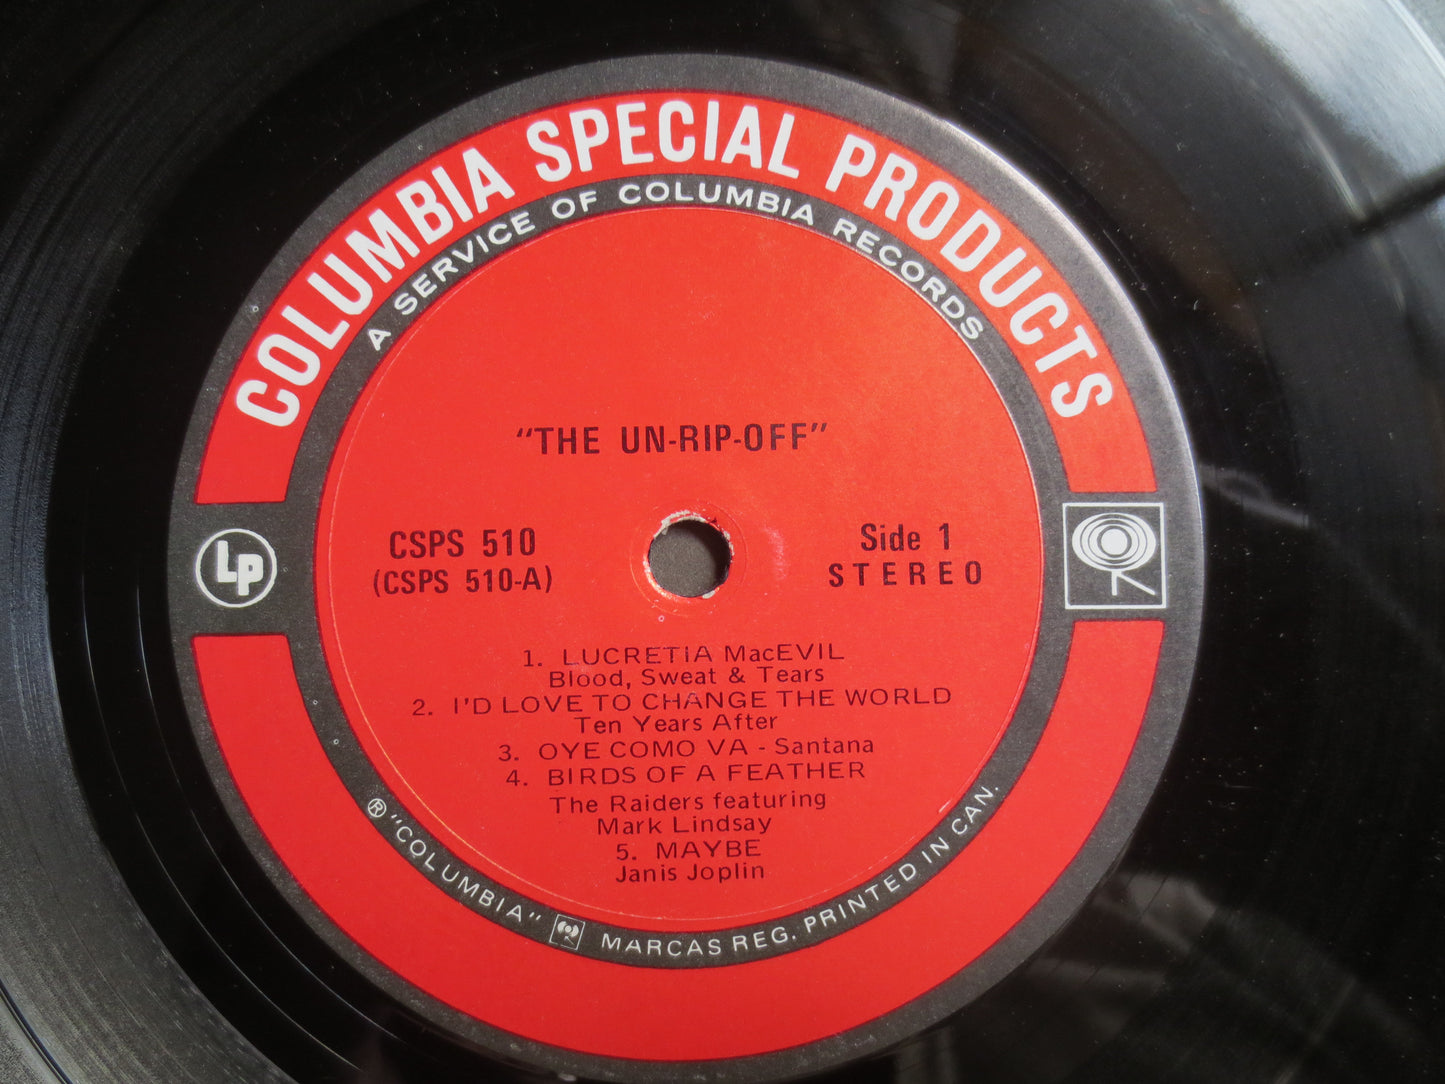 COLUMBIA SPECIAL PRODUCTS
A SERVICE OF COLUMBIA RECORDS
"THE UN-RIP-OFF"
CSPS 510
(CSPS 510-A)
Side 1
STEREO
LP
1. LUCRETIA MacEVIL
Blood, Sweat & Tears
2. I'D LOVE TO CHANGE THE WORLD
Ten Years After
3. OYE COMO VA - Santana
4. BIRDS OF A FEATHER
The Raiders featuring
Mark Lindsay
5. MAYBE
Janis Joplin
® "COLUMBIA" MARCAS REG. PRINTED IN CAN.